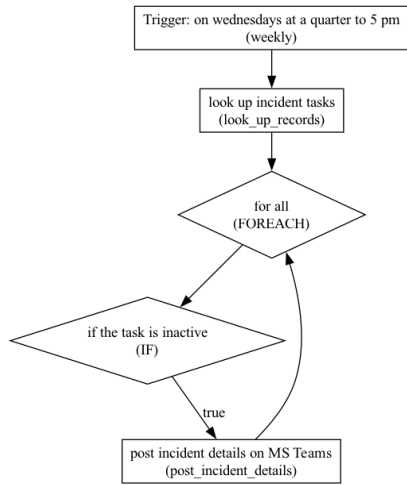 Trigger: on wednesdays at a quarter to 5 pm
(weekly)
look up incident tasks
(look_up_records)
for all
(FOREACH)
if the task is inactive
(IF)
true
post incident details on MS Teams
(post_incident_details)